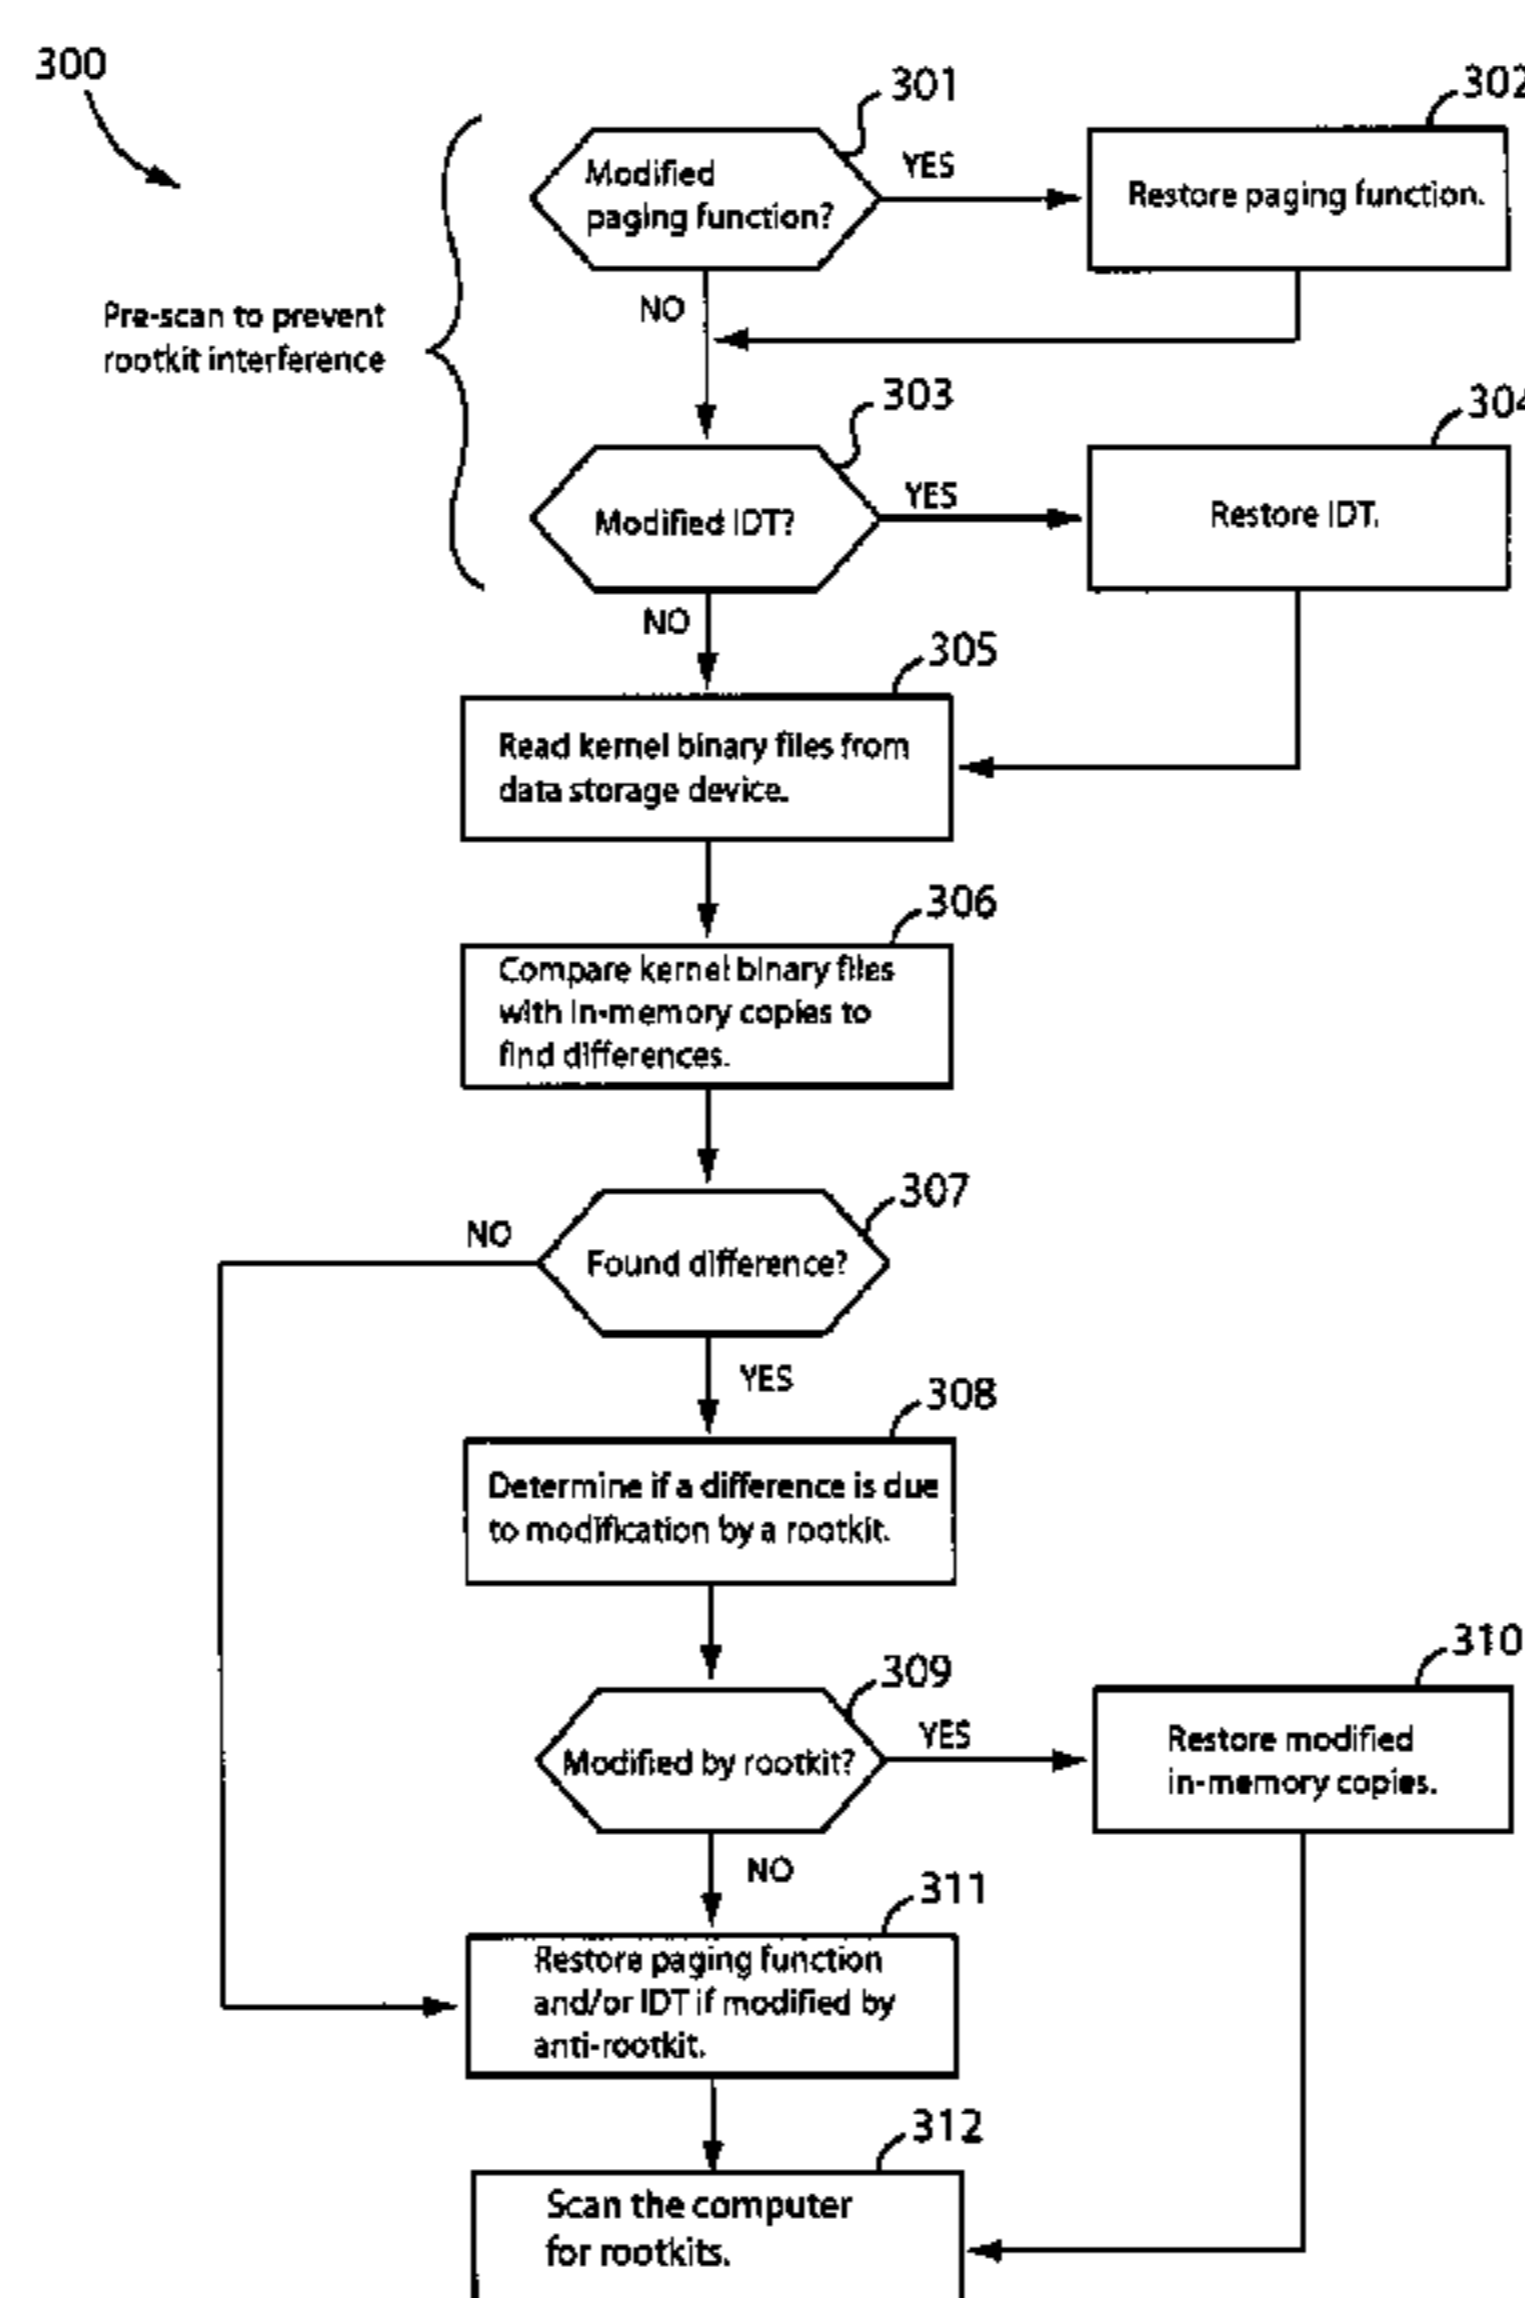 300
301
302
Modified
paging function?
YES
Restore paging function.
NO
Pre-scan to prevent
rootkit interference
303
304
Modified IDT?
YES
Restore IDT.
NO
305
Read kernel binary files from
data storage device.
306
Compare kernel binary files
with in-memory copies to
find differences.
307
NO
Found difference?
YES
308
Determine if a difference is due
to modification by a rootkit.
309
310
Modified by rootkit?
YES
Restore modified
in-memory copies.
NO
311
Restore paging function
and/or IDT if modified by
anti-rootkit.
312
Scan the computer
for rootkits.